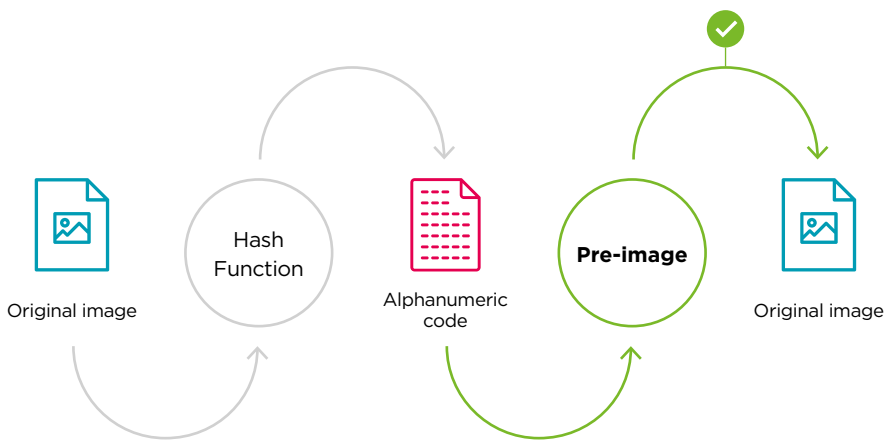 Original image
Hash
Function
Alphanumeric
code
Pre-image
Original image